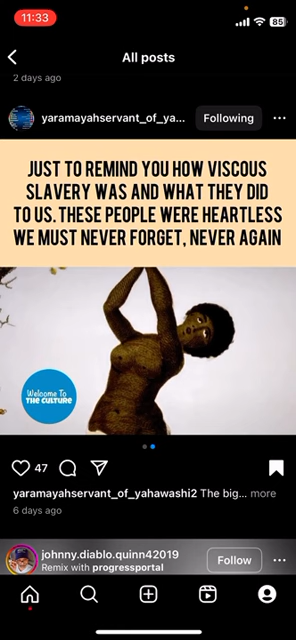 11:33
85
All posts
2 days ago
yaramayahservant_of_ya...
Following
JUST TO REMIND YOU HOW VISCOUS
SLAVERY WAS AND WHAT THEY DID
TO US. THESE PEOPLE WERE HEARTLESS
WE MUST NEVER FORGET, NEVER AGAIN
Welcome To
THE CULTURE
47
yaramayahservant_of_yahawashi2 The big... more
6 days ago
johnny.diablo.quinn42019
Remix with progressportal
Follow